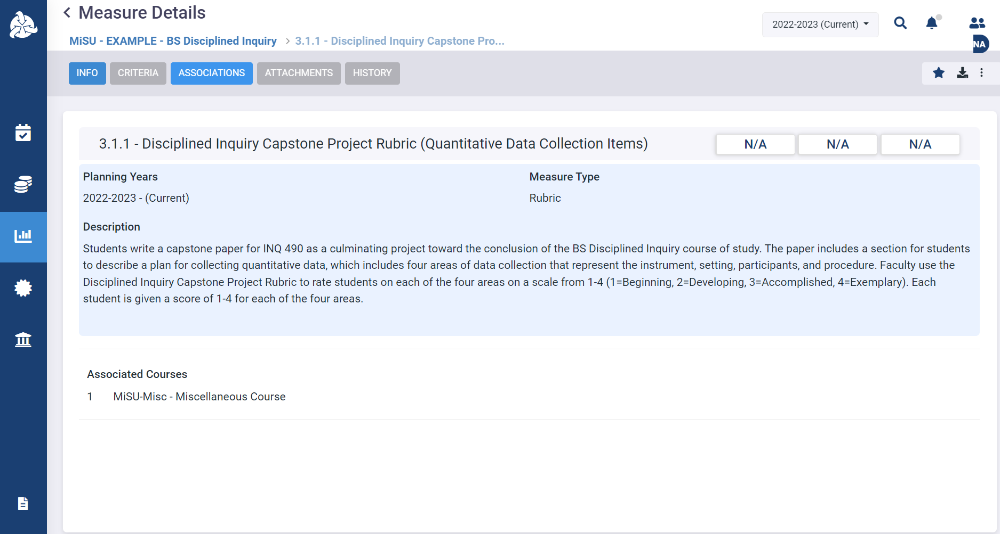 Measure Details
2022-2023 (Current)
MiSU - EXAMPLE - BS Disciplined Inquiry > 3.1.1 - Disciplined Inquiry Capstone Pro...
NA
INFO CRITERIA ASSOCIATIONS ATTACHMENTS HISTORY
3.1.1 - Disciplined Inquiry Capstone Project Rubric (Quantitative Data Collection Items) N/A N/A N/A
Planning Years Measure Type
2022-2023 - (Current) Rubric
Description
Students write a capstone paper for INQ 490 as a culminating project toward the conclusion of the BS Disciplined Inquiry course of study. The paper includes a section for students
to describe a plan for collecting quantitative data, which includes four areas of data collection that represent the instrument, setting, participants, and procedure. Faculty use the
Disciplined Inquiry Capstone Project Rubric to rate students on each of the four areas on a scale from 1-4 (1=Beginning, 2=Developing, 3=Accomplished, 4=Exemplary). Each
student is given a score of 1-4 for each of the four areas.
Associated Courses
1 MiSU-Misc - Miscellaneous Course